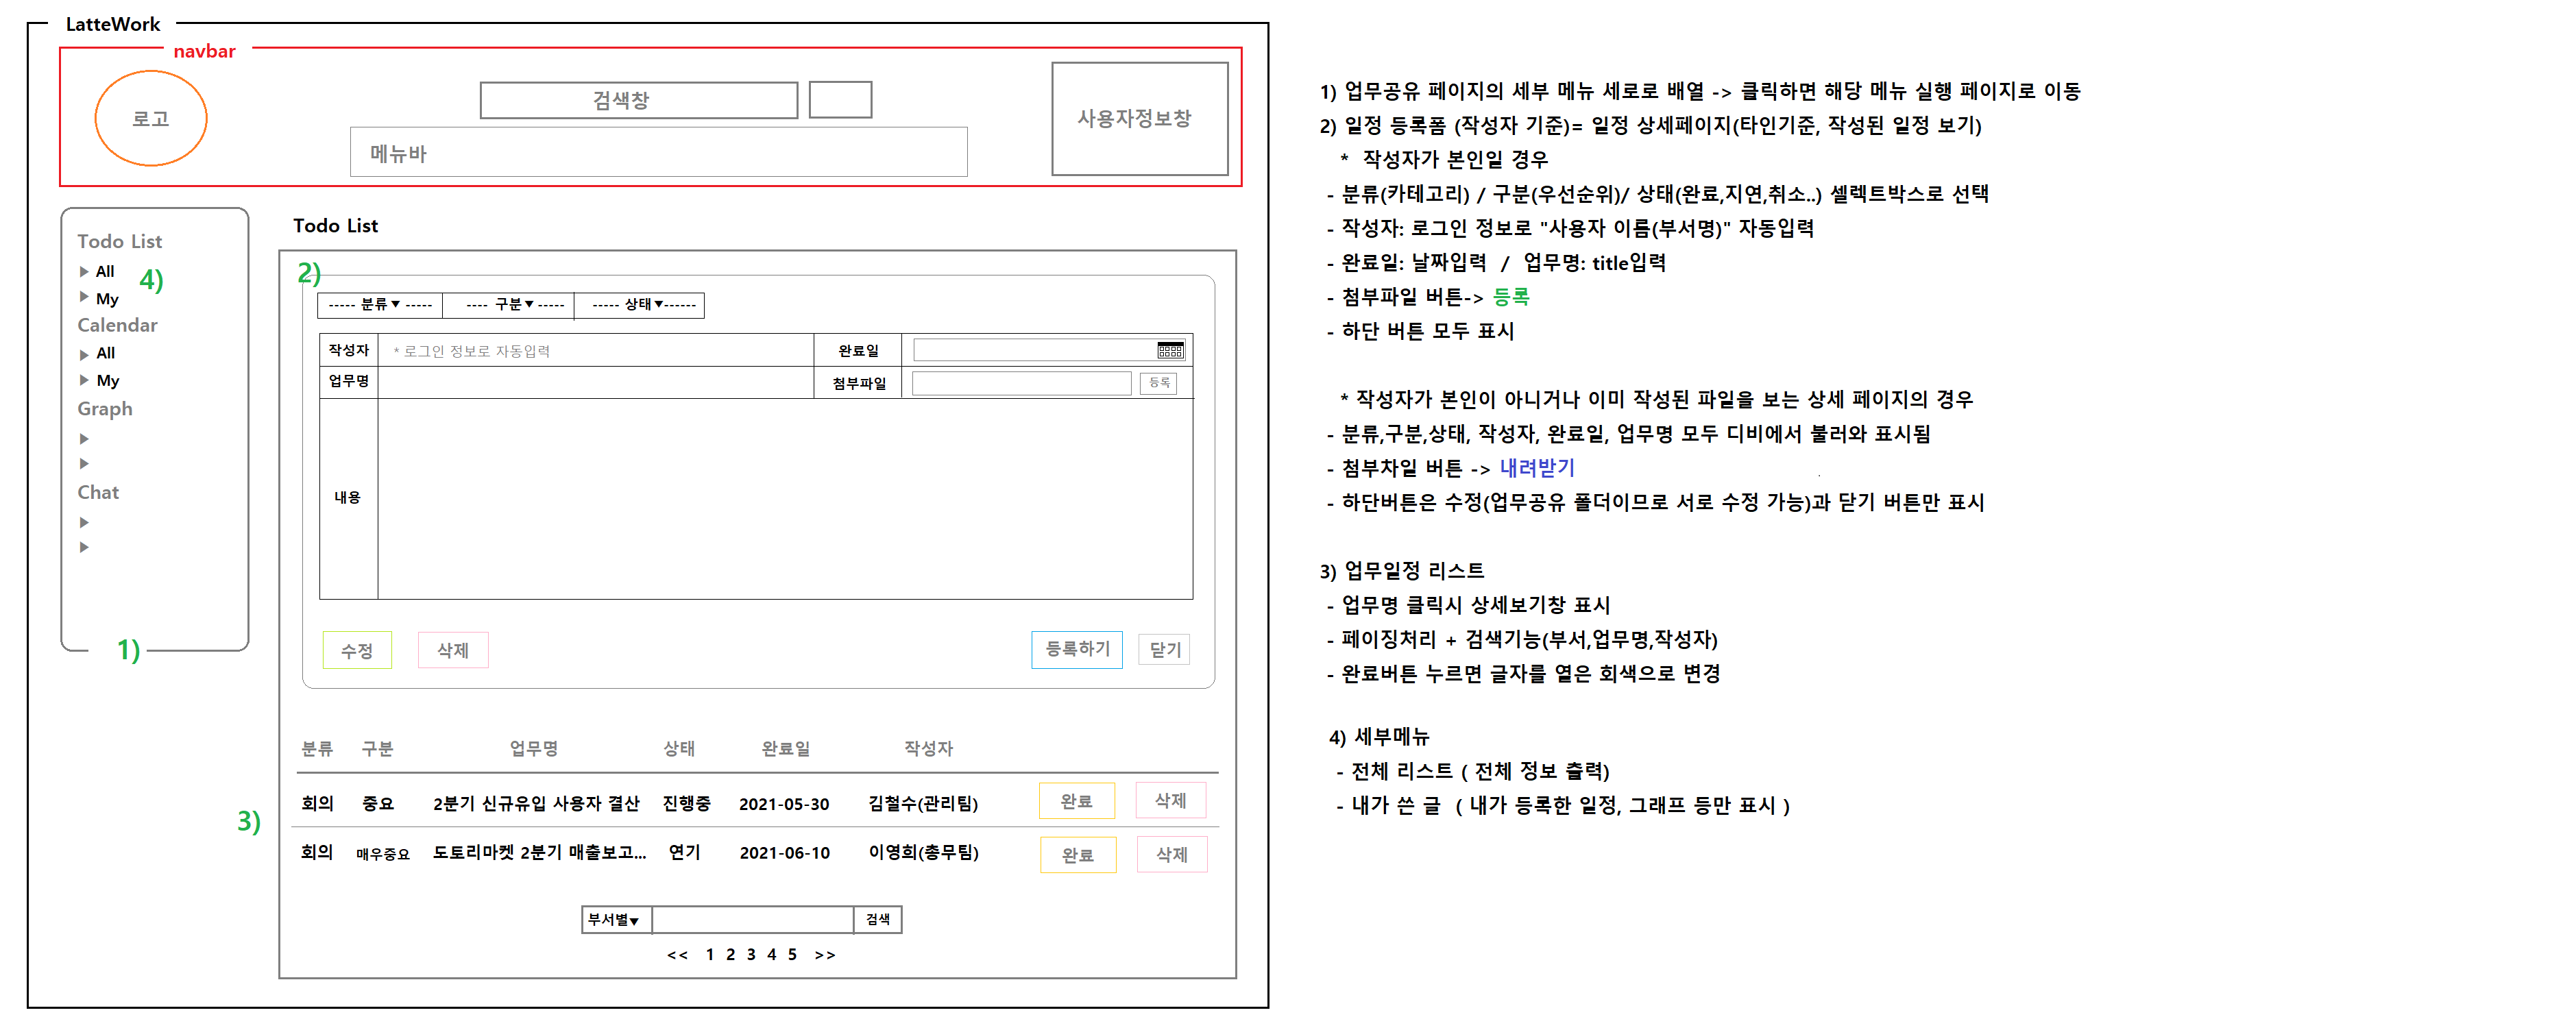 LatteWork
navbar
로고
검색창
메뉴바
사용자정보창
Todo List
▶ All
4)
▶ My
Calendar
▶ All
▶ My
Graph
▶
▶
Chat
▶
▶
1)
Todo List
2)
----- 분류▼ ----- ---- 구분▼ ----- ----- 상태▼------
작성자 * 로그인 정보로 자동입력 완료일
업무명 첨부파일 등록
내용
수정 삭제 등록하기 닫기
분류 구분 업무명 상태 완료일 작성자
3)
회의 중요 2분기 신규유입 사용자 결산 진행중 2021-05-30 김철수(관리팀) 완료 삭제
회의 매우중요 도토리마켓 2분기 매출보고... 연기 2021-06-10 이영희(총무팀) 완료 삭제
부서별▼ 검색
<< 1 2 3 4 5 >>
1) 업무공유 페이지의 세부 메뉴 세로로 배열 -> 클릭하면 해당 메뉴 실행 페이지로 이동
2) 일정 등록폼 (작성자 기준)= 일정 상세페이지(타인기준, 작성된 일정 보기)
* 작성자가 본인일 경우
- 분류(카테고리) / 구분(우선순위)/ 상태(완료,지연,취소..) 셀렉트박스로 선택
- 작성자: 로그인 정보로 "사용자 이름(부서명)" 자동입력
- 완료일: 날짜입력 / 업무명: title입력
- 첨부파일 버튼-> 등록
- 하단 버튼 모두 표시
* 작성자가 본인이 아니거나 이미 작성된 파일을 보는 상세 페이지의 경우
- 분류,구분,상태, 작성자, 완료일, 업무명 모두 디비에서 불러와 표시됨
- 첨부차일 버튼 -> 내려받기
- 하단버튼은 수정(업무공유 폴더이므로 서로 수정 가능)과 닫기 버튼만 표시
3) 업무일정 리스트
- 업무명 클릭시 상세보기창 표시
- 페이징처리 + 검색기능(부서,업무명,작성자)
- 완료버튼 누르면 글자를 옅은 회색으로 변경
4) 세부메뉴
- 전체 리스트 ( 전체 정보 출력)
- 내가 쓴 글 ( 내가 등록한 일정, 그래프 등만 표시 )